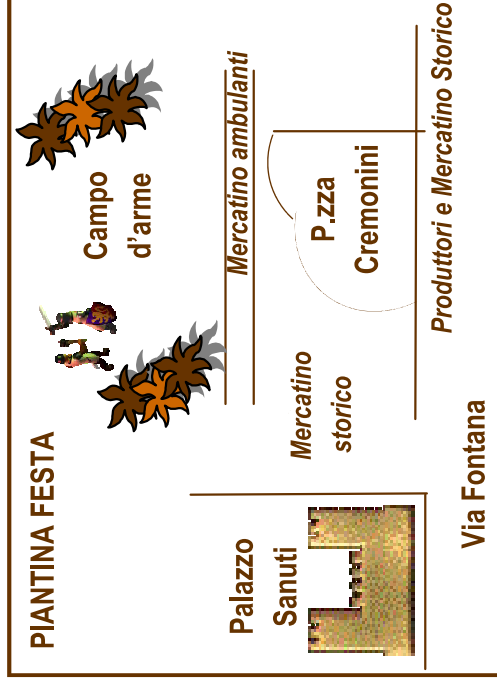 PIANTINA FESTA
Campo
d'arme
Mercatino ambulanti
P.zza
Cremonini
Mercatino
storico
Produttori e Mercatino Storico
Palazzo
Sanuti
Via Fontana